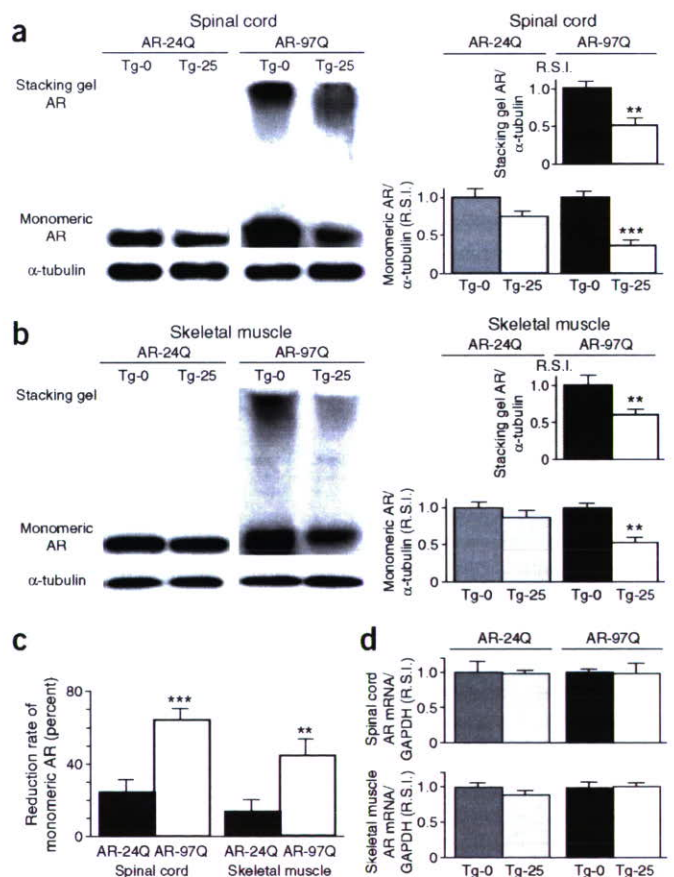 a
Spinal cord
AR-24Q AR-97Q
Tg-0 Tg-25 Tg-0 Tg-25
Stacking gel
AR
Monomeric
AR
α-tubulin
Spinal cord
AR-24Q AR-97Q
R.S.I.
Stacking gel AR/
α-tubulin
1.0
0.5
0
**
Monomeric AR/
α-tubulin (R.S.I.)
1.0
0.5
0
***
Tg-0 Tg-25 Tg-0 Tg-25
b
Skeletal muscle
AR-24Q AR-97Q
Tg-0 Tg-25 Tg-0 Tg-25
Stacking gel
Monomeric
AR
α-tubulin
Skeletal muscle
AR-24Q AR-97Q
R.S.I.
Stacking gel AR/
α-tubulin
1.0
0.5
0
**
Monomeric AR/
α-tubulin (R.S.I.)
1.0
0.5
0
**
Tg-0 Tg-25 Tg-0 Tg-25
c
Reduction rate of
monomeric AR (percent)
80
40
0
***
**
AR-24Q AR-97Q AR-24Q AR-97Q
Spinal cord Skeletal muscle
d
AR-24Q AR-97Q
Spinal cord
AR mRNA/
GAPDH (R.S.I.)
1.0
0.5
0
Skeletal muscle
AR mRNA/
GAPDH (R.S.I.)
1.0
0.5
0
Tg-0 Tg-25 Tg-0 Tg-25